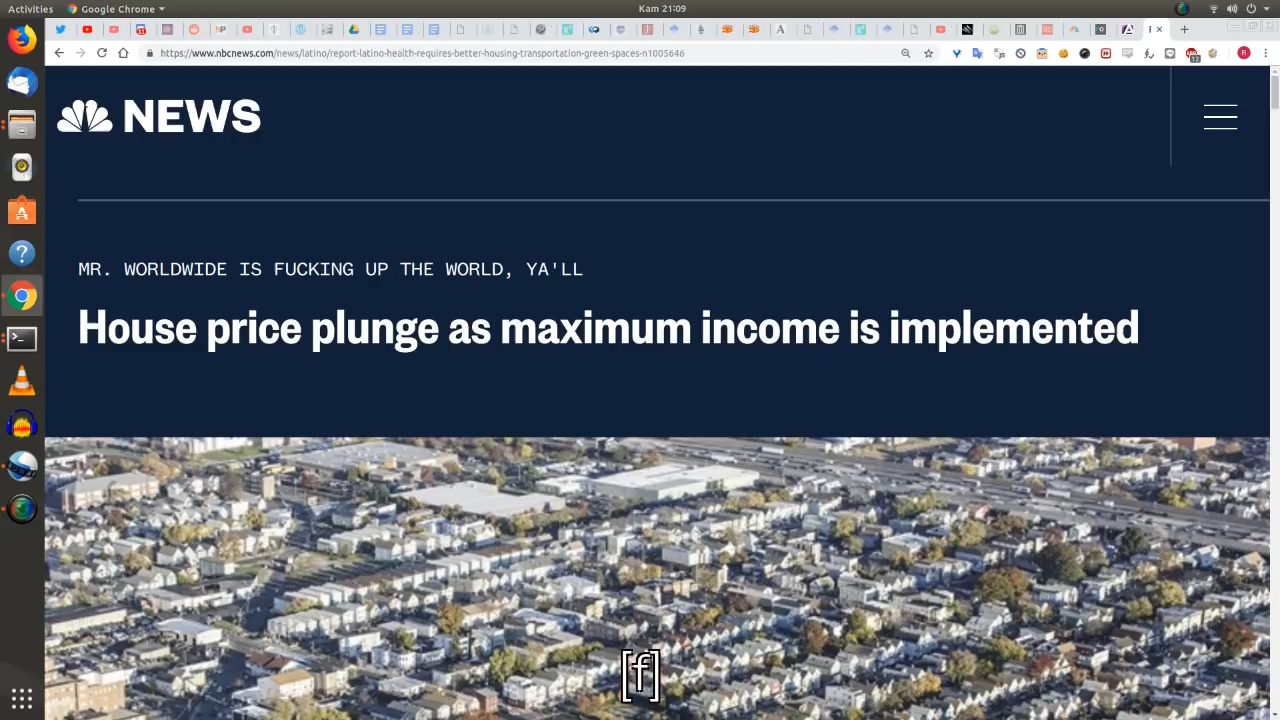 Activities
Google Chrome
Kam 21:09
https://www.nbcnews.com/news/latino/report-latino-health-requires-better-housing-transportation-green-spaces-n1005646
NEWS
MR. WORLDWIDE IS FUCKING UP THE WORLD, YA'LL
House price plunge as maximum income is implemented
[f]